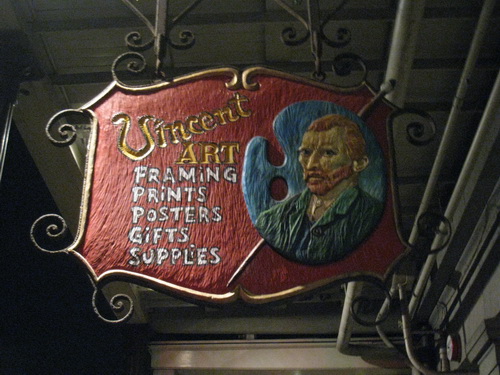 Vincent
ART
FRAMiNG
PRiNTS
POSTERS
GiFTS
SUPPLiES